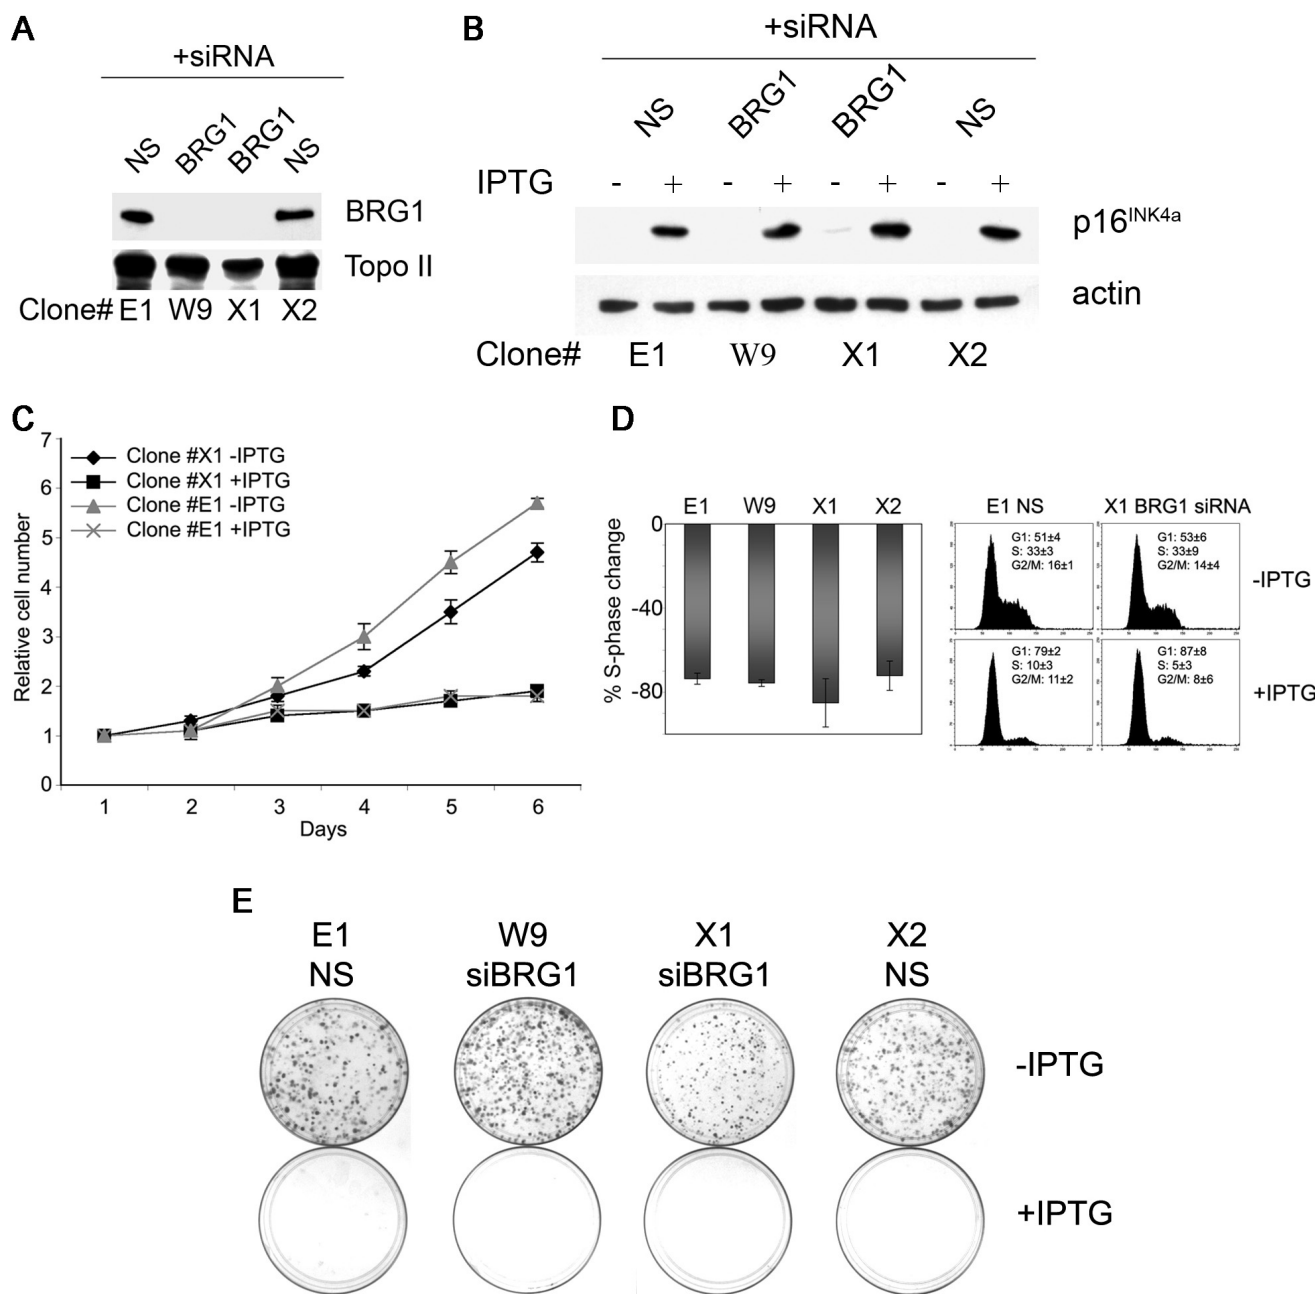 A
+siRNA
NS BRG1 BRG1 NS
BRG1
Topo II
Clone# E1 W9 X1 X2
B
+siRNA
NS BRG1 BRG1 NS
IPTG - + - + - + - +
p16INK4a
actin
Clone# E1 W9 X1 X2
C
Relative cell number
7
6
5
4
3
2
1
0
Clone #X1 -IPTG
Clone #X1 +IPTG
Clone #E1 -IPTG
Clone #E1 +IPTG
1 2 3 4 5 6
Days
D
% S-phase change
E1 W9 X1 X2
0
-40
-80
E1 NS X1 BRG1 siRNA
G1: 51±4
S: 33±3
G2/M: 16±1
G1: 53±6
S: 33±9
G2/M: 14±4
-IPTG
G1: 79±2
S: 10±3
G2/M: 11±2
G1: 87±8
S: 5±3
G2/M: 8±6
+IPTG
E
E1 W9 X1 X2
NS siBRG1 siBRG1 NS
-IPTG
+IPTG